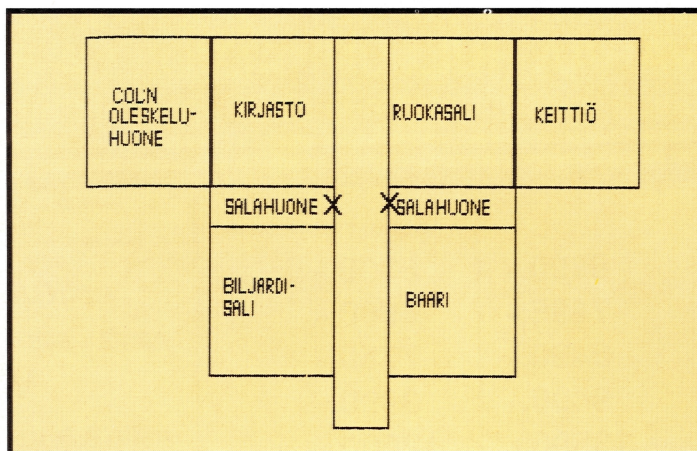 COL'N
OLESKELU-
HUONE
KIRJASTO
RUOKASALI
KEITTIÖ
SALAHUONE X
X SALAHUONE
BILJARDI-
SALI
BAARI